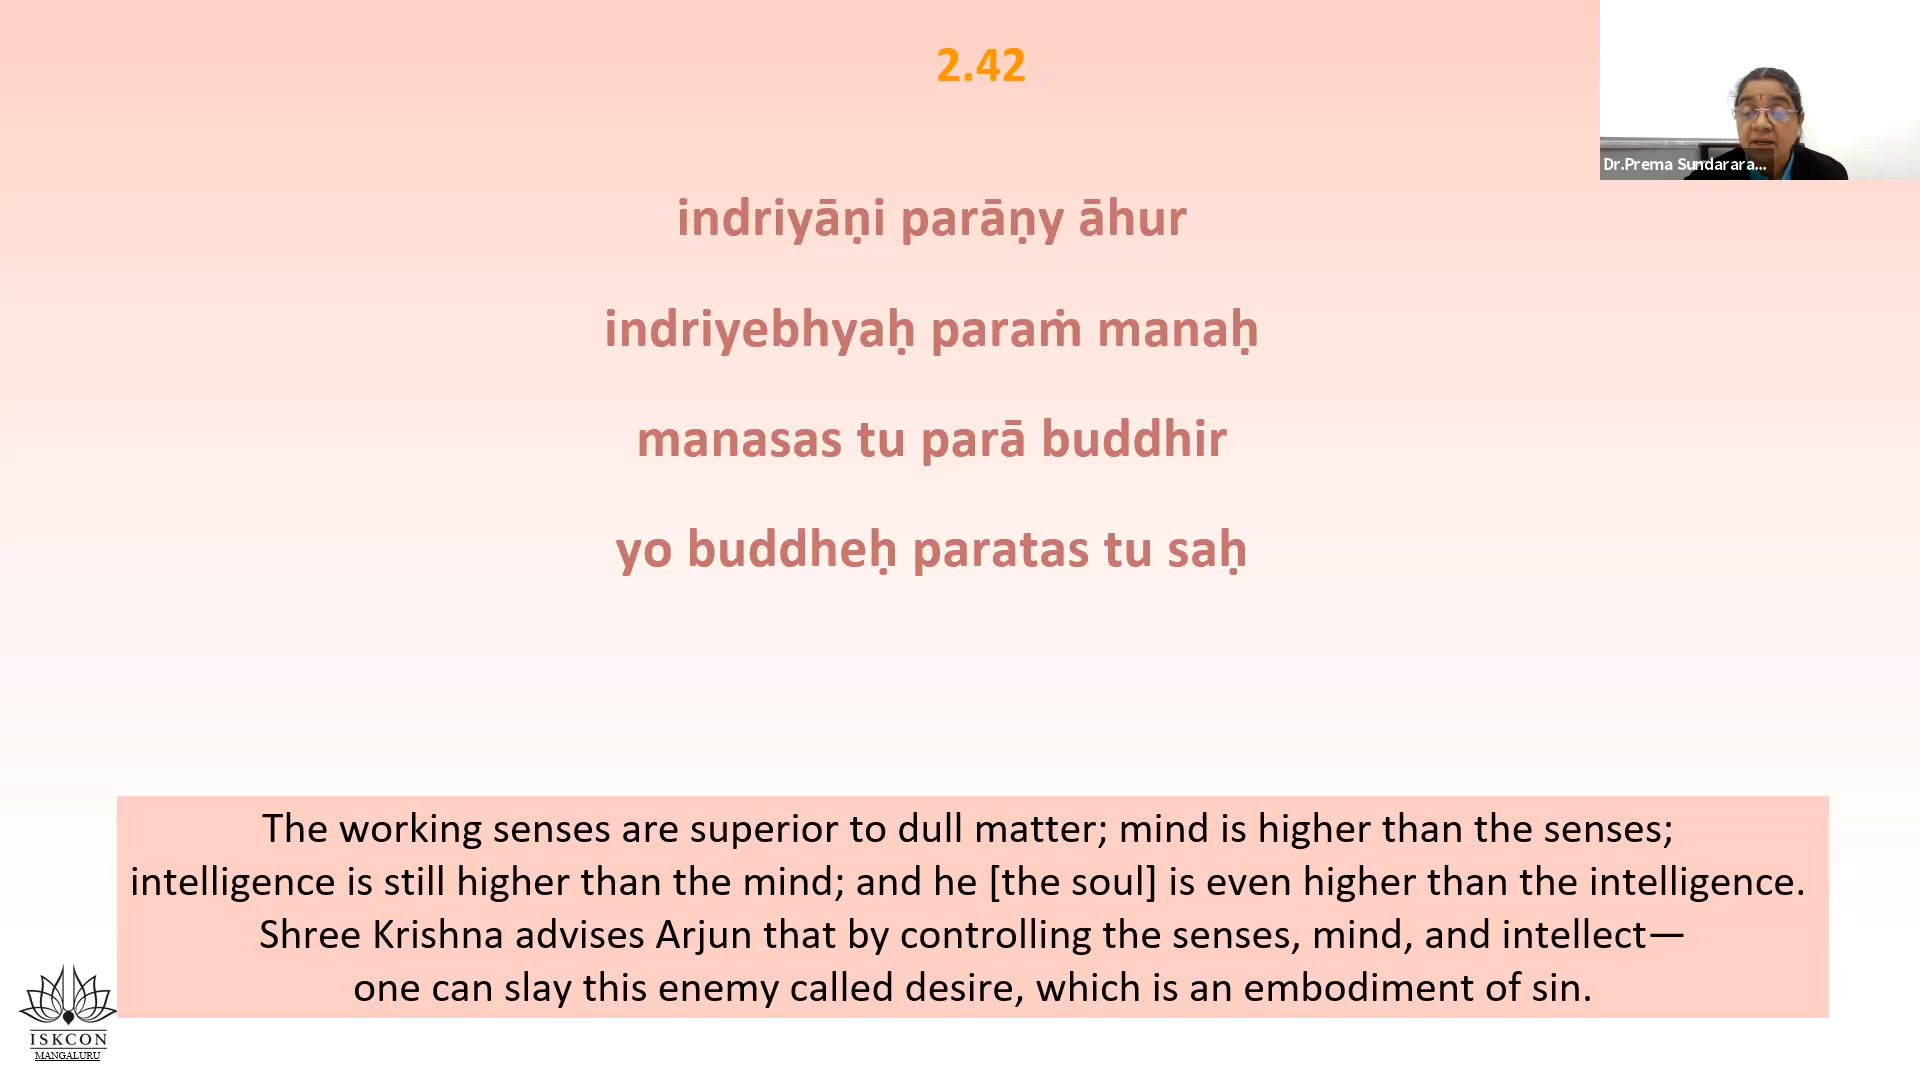 2.42
Dr.Prema Sundarara...
indriyāṇi parāṇy āhur
indriyebhyaḥ paraṁ manaḥ
manasas tu parā buddhir
yo buddheḥ paratas tu saḥ
The working senses are superior to dull matter; mind is higher than the senses;
intelligence is still higher than the mind; and he [the soul] is even higher than the intelligence.
Shree Krishna advises Arjun that by controlling the senses, mind, and intellect—
one can slay this enemy called desire, which is an embodiment of sin.
ISKCON
MANGALURU